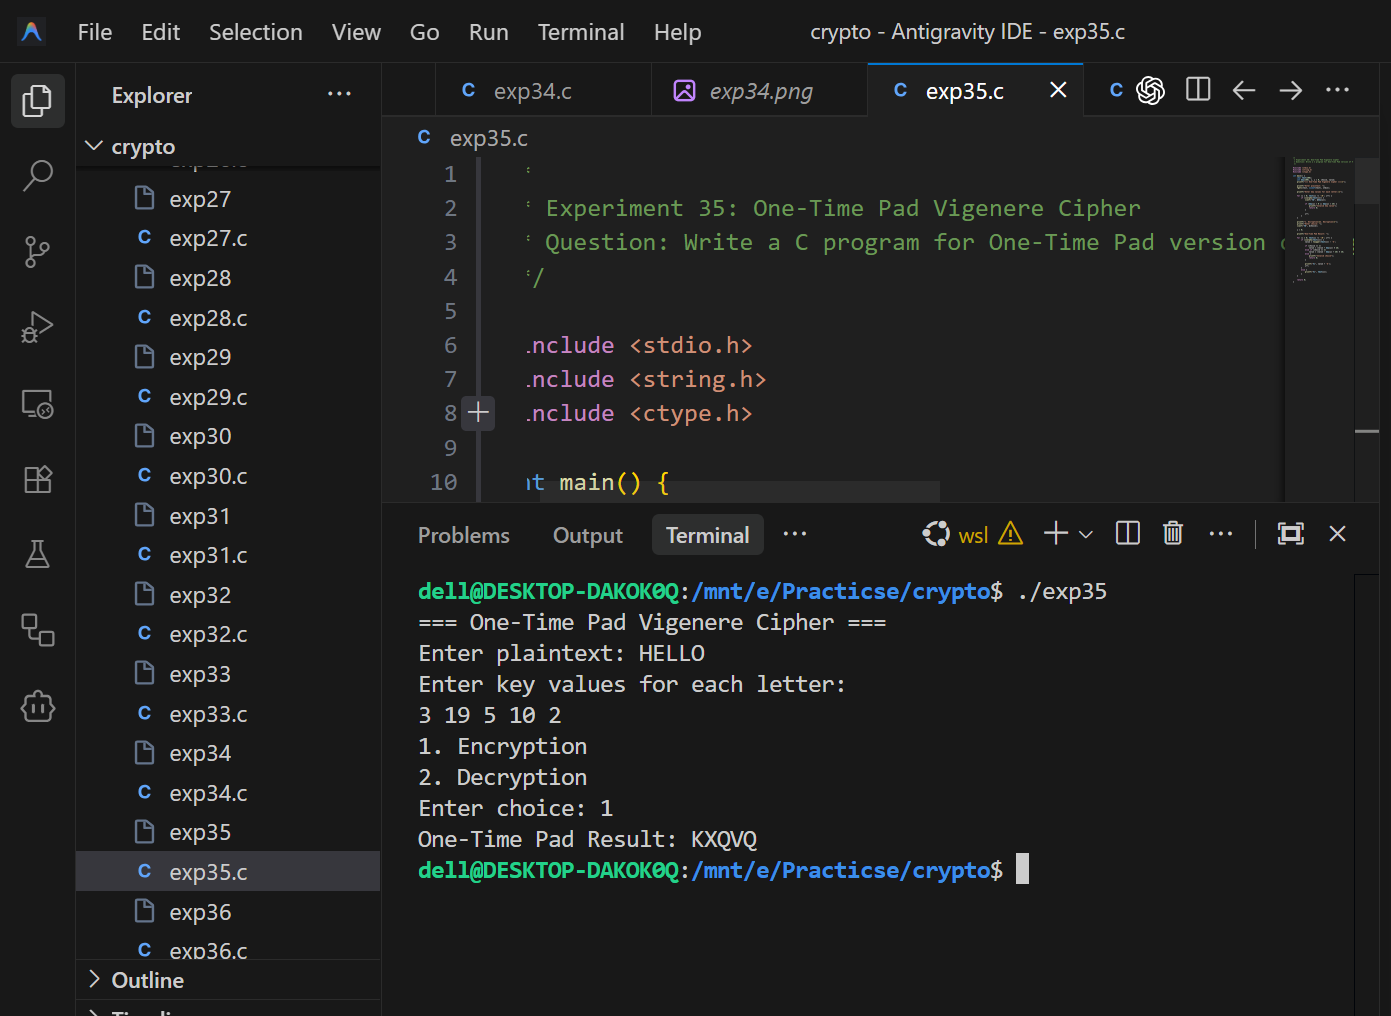 File Edit Selection View Go Run Terminal Help crypto - Antigravity IDE - exp35.c
Explorer
crypto
exp27
exp27.c
exp28
exp28.c
exp29
exp29.c
exp30
exp30.c
exp31
exp31.c
exp32
exp32.c
exp33
exp33.c
exp34
exp34.c
exp35
exp35.c
exp36
exp36.c
Outline
exp34.c exp34.png exp35.c
exp35.c
1
2 * Experiment 35: One-Time Pad Vigenere Cipher
3 * Question: Write a C program for One-Time Pad version
4 */
5
6 include <stdio.h>
7 include <string.h>
8 include <ctype.h>
9
10 nt main() {
Problems Output Terminal wsl
dell@DESKTOP-DAKOK0Q:/mnt/e/Practicse/crypto$ ./exp35
=== One-Time Pad Vigenere Cipher ===
Enter plaintext: HELLO
Enter key values for each letter:
3 19 5 10 2
1. Encryption
2. Decryption
Enter choice: 1
One-Time Pad Result: KXQVQ
dell@DESKTOP-DAKOK0Q:/mnt/e/Practicse/crypto$